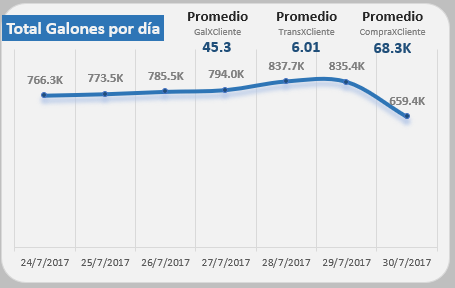 Total Galones por día
Promedio Promedio Promedio
GalXCliente TransXCliente CompraXCliente
45.3 6.01 68.3K
766.3K 773.5K 785.5K 794.0K 837.7K 835.4K 659.4K
24/7/2017 25/7/2017 26/7/2017 27/7/2017 28/7/2017 29/7/2017 30/7/2017